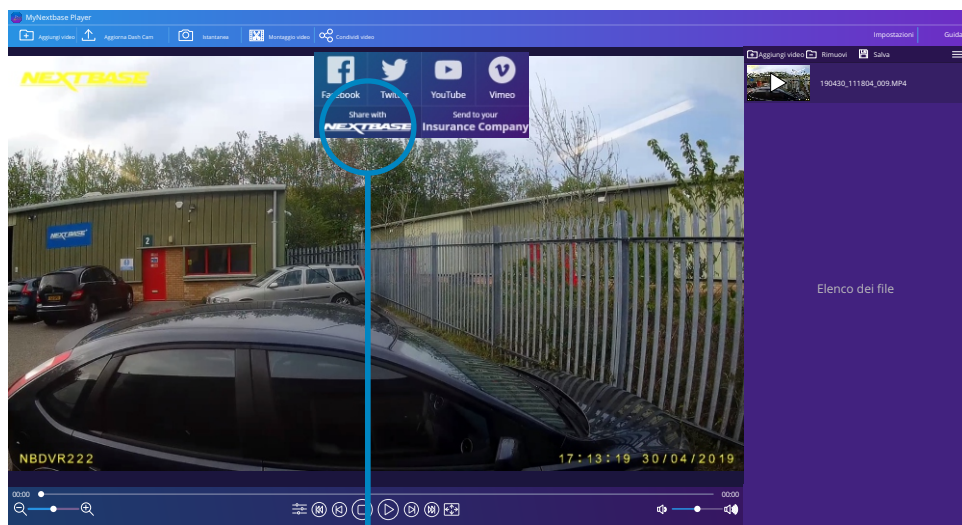 MyNextbase Player
Aggiungi video
Aggiorna Dash Cam
Istantanea
Montaggio video
Condividi video
Impostazioni
Guida
NEXTBASE
Facebook
Twitter
YouTube
Vimeo
Share with
NEXTBASE
Send to your
Insurance Company
Aggiungi video
Rimuovi
Salva
190430_111804_009.MP4
NEXTBASE
2
Elenco dei file
NBDVR222
17:13:19 30/04/2019
00:00
00:00